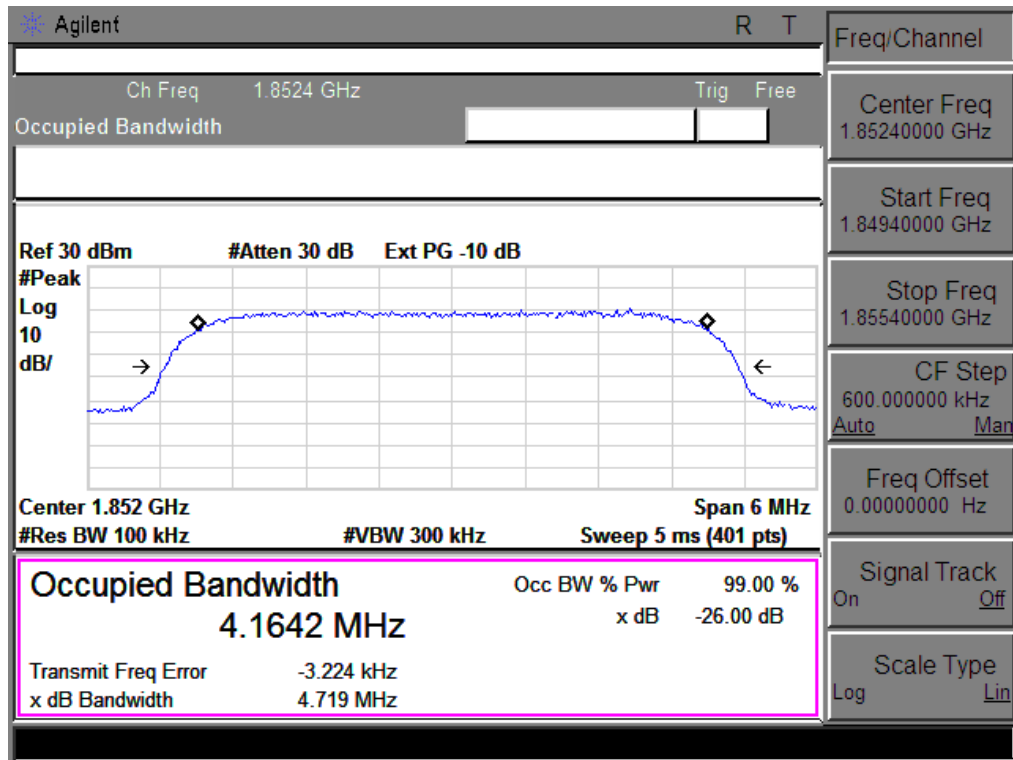 Agilent R T
Freq/Channel
Ch Freq 1.8524 GHz Trig Free
Occupied Bandwidth
Center Freq
1.85240000 GHz
Start Freq
1.84940000 GHz
Ref 30 dBm #Atten 30 dB Ext PG -10 dB
#Peak
Log
10
dB/
Stop Freq
1.85540000 GHz
CF Step
600.000000 kHz
Auto Man
Center 1.852 GHz Span 6 MHz
#Res BW 100 kHz #VBW 300 kHz Sweep 5 ms (401 pts)
Freq Offset
0.00000000 Hz
Occupied Bandwidth Occ BW % Pwr 99.00 %
4.1642 MHz x dB -26.00 dB
Transmit Freq Error -3.224 kHz
x dB Bandwidth 4.719 MHz
Signal Track
On Off
Scale Type
Log Lin